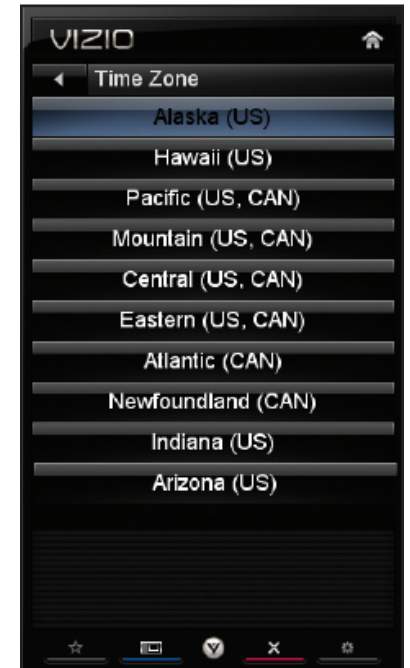 VIZIO
Time Zone
Alaska (US)
Hawaii (US)
Pacific (US, CAN)
Mountain (US, CAN)
Central (US, CAN)
Eastern (US, CAN)
Atlantic (CAN)
Newfoundland (CAN)
Indiana (US)
Arizona (US)